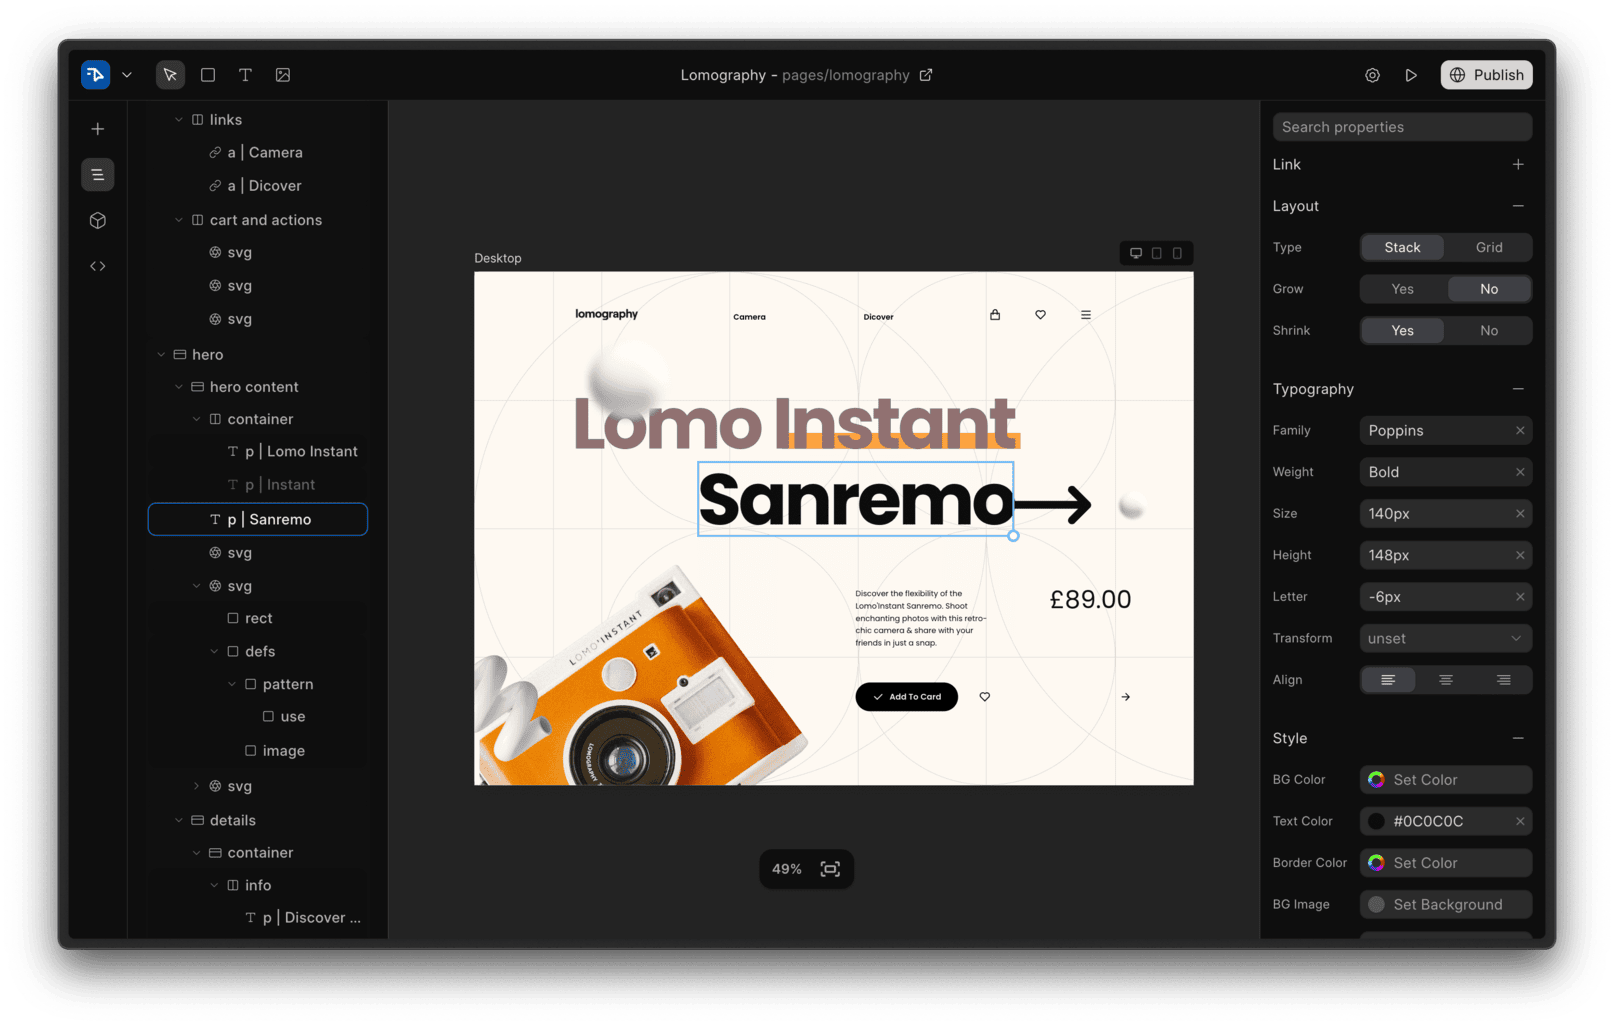 Lomography - pages/lomography
Publish
links
a | Camera
a | Dicover
cart and actions
svg
svg
svg
hero
hero content
container
p | Lomo Instant
p | Instant
p | Sanremo
svg
svg
rect
defs
pattern
use
image
svg
details
container
info
p | Discover ...
Desktop
lomography
Camera
Dicover
Lomo Instant
Sanremo
LOMO'INSTANT
LOMOGRAPHY
Discover the flexibility of the
Lomo'Instant Sanremo. Shoot
enchanting photos with this retro-
chic camera & share with your
friends in just a snap.
£89.00
Add To Card
49%
Search properties
Link
Layout
Type Stack Grid
Grow Yes No
Shrink Yes No
Typography
Family Poppins
Weight Bold
Size 140px
Height 148px
Letter -6px
Transform unset
Align
Style
BG Color Set Color
Text Color #0C0C0C
Border Color Set Color
BG Image Set Background